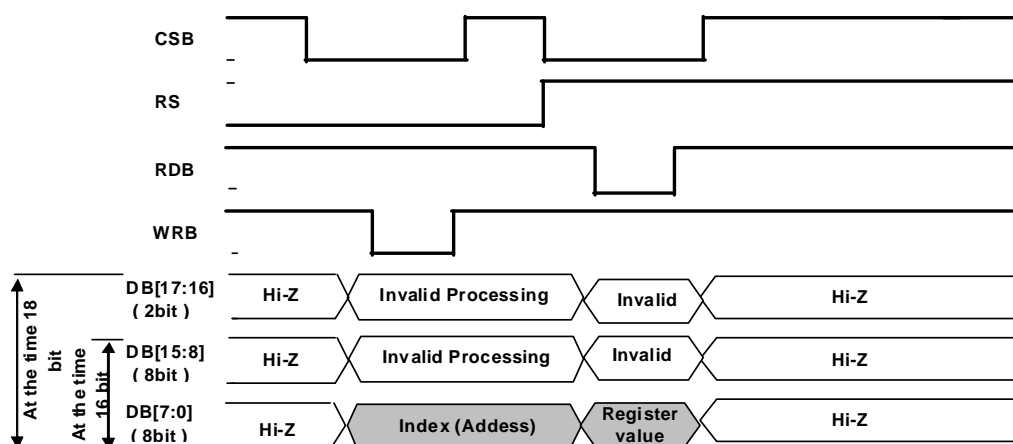 CSB
RS
RDB
WRB
DB[17:16]
( 2bit )
Hi-Z
Invalid Processing
Invalid
Hi-Z
DB[15:8]
( 8bit )
Hi-Z
Invalid Processing
Invalid
Hi-Z
DB[7:0]
( 8bit )
Hi-Z
Index (Addess)
Register
value
Hi-Z
At the time 18
bit
At the time
16 bit